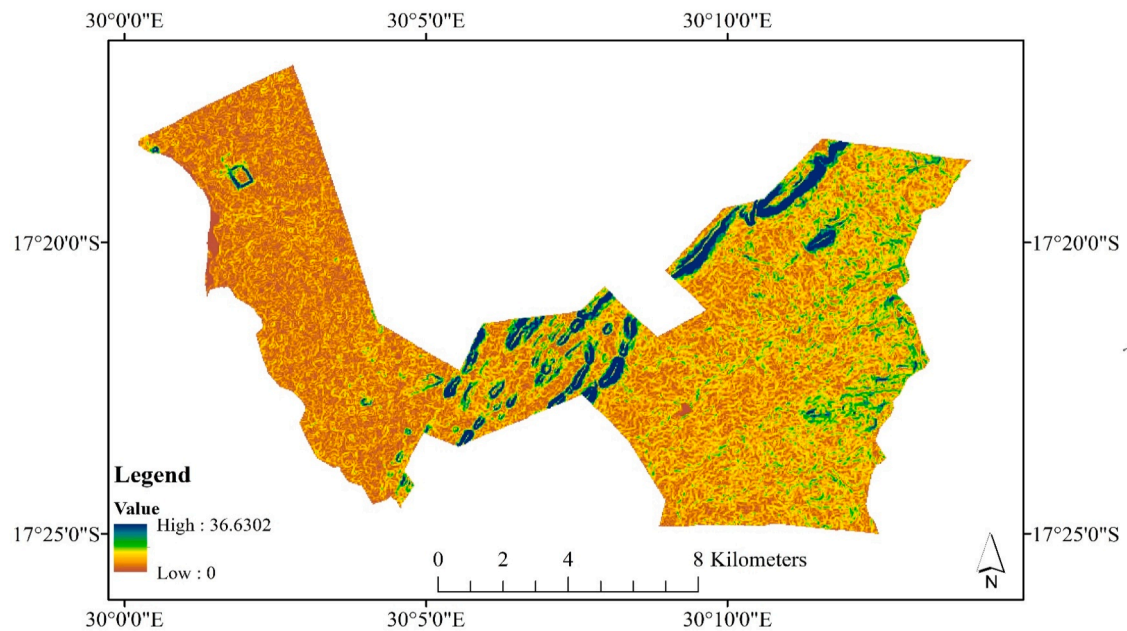 30°0'0"E 30°5'0"E 30°10'0"E
17°20'0"S 17°20'0"S
Legend
Value
High : 36.6302
Low : 0
17°25'0"S 17°25'0"S
0 2 4 8 Kilometers
N
30°0'0"E 30°5'0"E 30°10'0"E